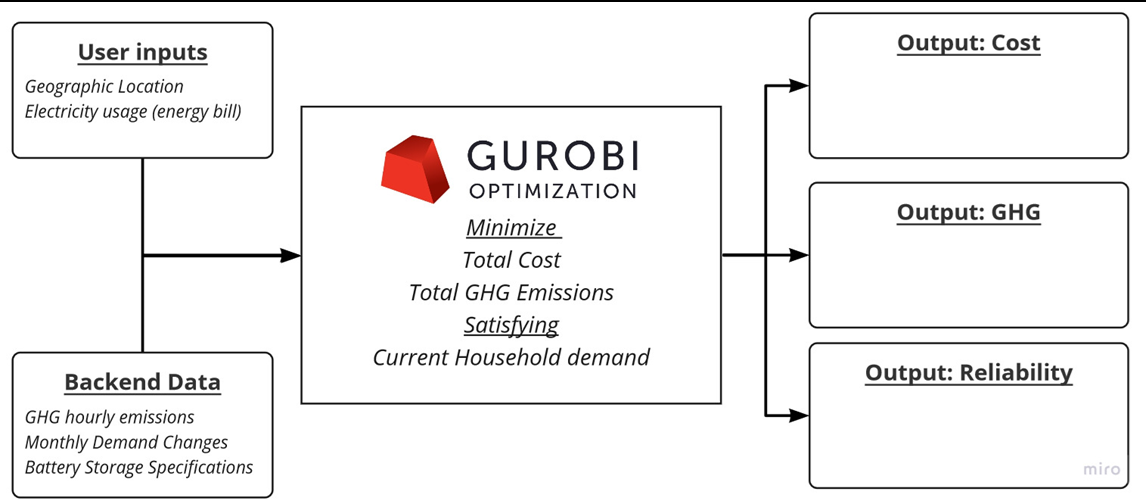 User inputs
Geographic Location
Electricity usage (energy bill)
Backend Data
GHG hourly emissions
Monthly Demand Changes
Battery Storage Specifications
GUROBI
OPTIMIZATION
Minimize
Total Cost
Total GHG Emissions
Satisfying
Current Household demand
Output: Cost
Output: GHG
Output: Reliability
miro